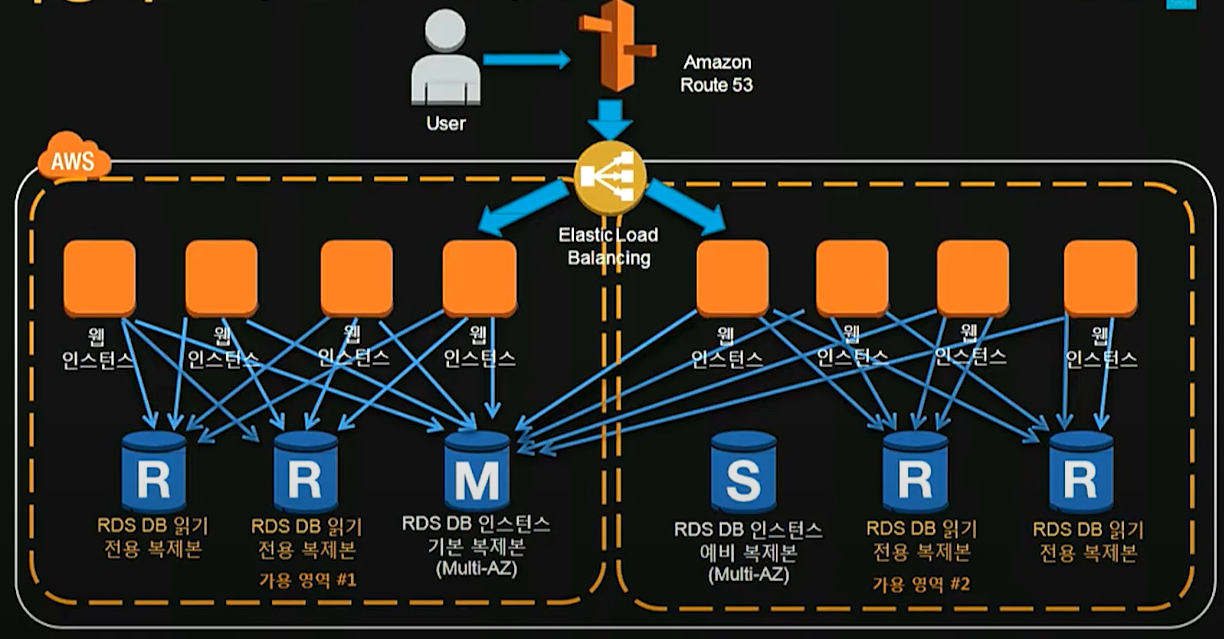 User
Amazon
Route 53
AWS
Elastic Load
Balancing
웹
인스턴스
웹
인스턴스
웹
인스턴스
웹
인스턴스
웹
인스턴스
웹
인스턴스
웹
인스턴스
웹
인스턴스
R
R
M
S
R
R
RDS DB 읽기
전용 복제본
RDS DB 읽기
전용 복제본
RDS DB 인스턴스
기본 복제본
(Multi-AZ)
RDS DB 인스턴스
예비 복제본
(Multi-AZ)
RDS DB 읽기
전용 복제본
RDS DB 읽기
전용 복제본
가용 영역 #1
가용 영역 #2